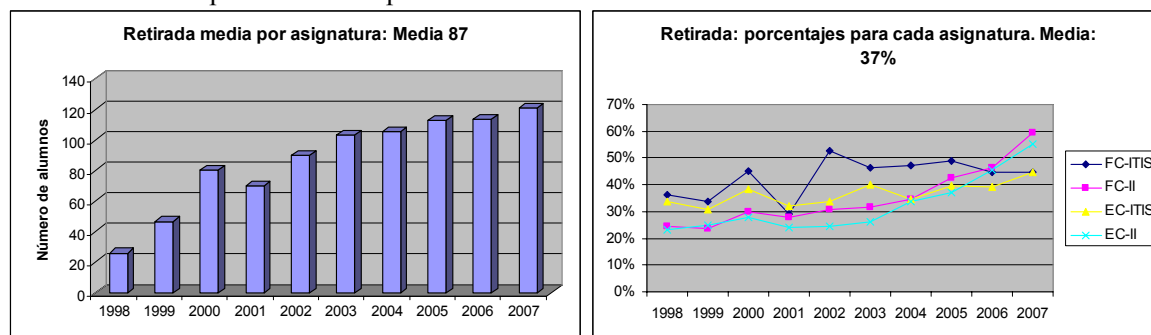 Retirada media por asignatura: Media 87
Número de alumnos
140
120
100
80
60
40
20
0
1998 1999 2000 2001 2002 2003 2004 2005 2006 2007
Retirada: porcentajes para cada asignatura. Media:
37%
70%
60%
50%
40%
30%
20%
10%
0%
1998 1999 2000 2001 2002 2003 2004 2005 2006 2007
FC-ITIS
FC-II
EC-ITIS
EC-II